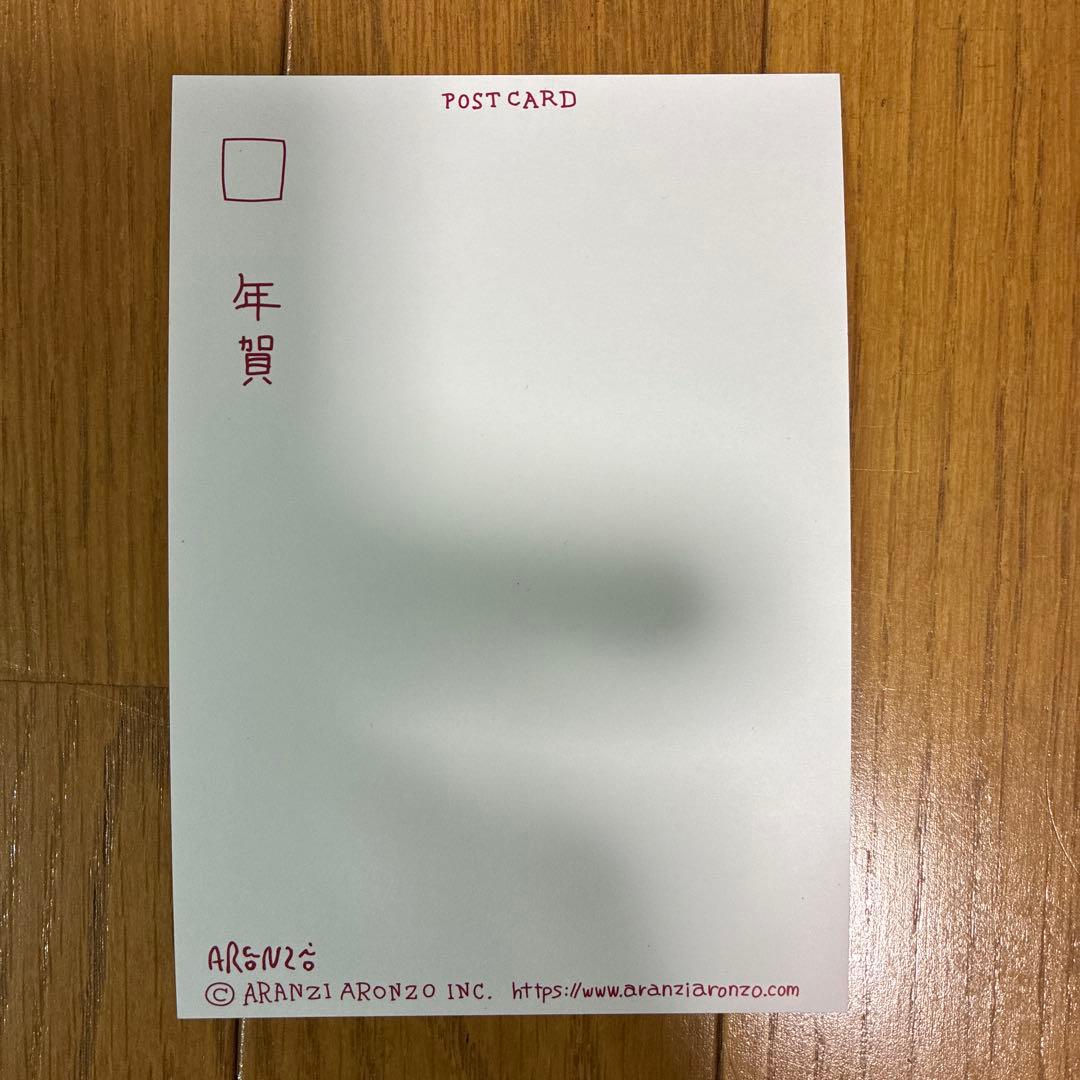 POST CARD
年賀
ARONZO
© ARANZI ARONZO INC. https://www.aranziaronzo.com